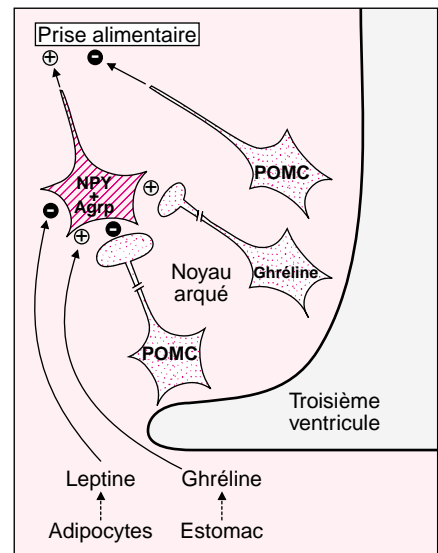 Prise alimentaire
+
-
POMC
NPY
+
Agrp
-
+
+
-
Ghréline
Noyau
arqué
POMC
Troisième
ventricule
Leptine
Ghréline
Adipocytes
Estomac